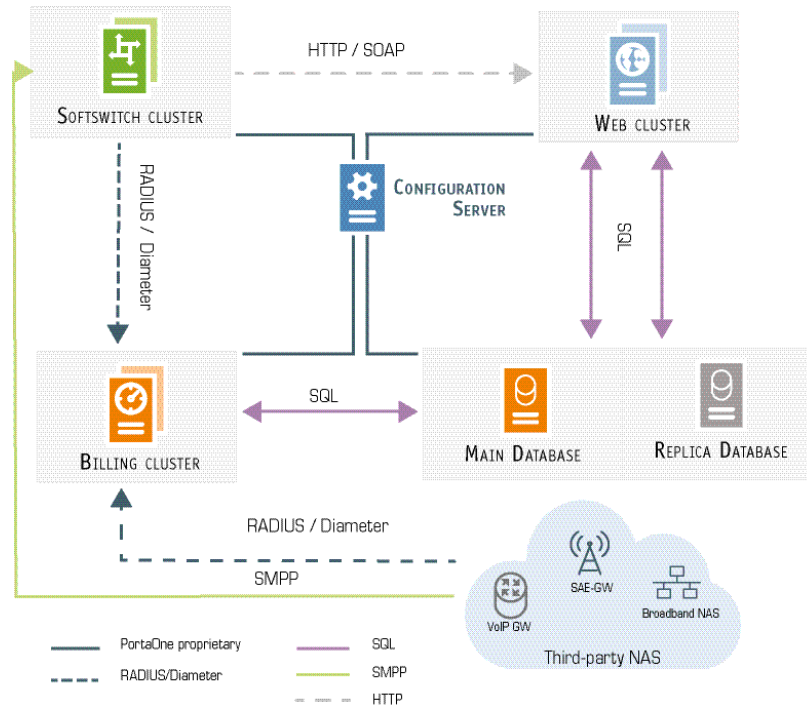 HTTP / SOAP
SOFTSWITCH CLUSTER
WEB CLUSTER
RADIUS / Diameter
CONFIGURATION
SERVER
SQL
SQL
BILLING CLUSTER
MAIN DATABASE
REPLICA DATABASE
RADIUS / Diameter
SMPP
SAE-GW
VoIP GW
Broadband NAS
Third-party NAS
PortaOne proprietary
SQL
RADIUS/Diameter
SMPP
HTTP